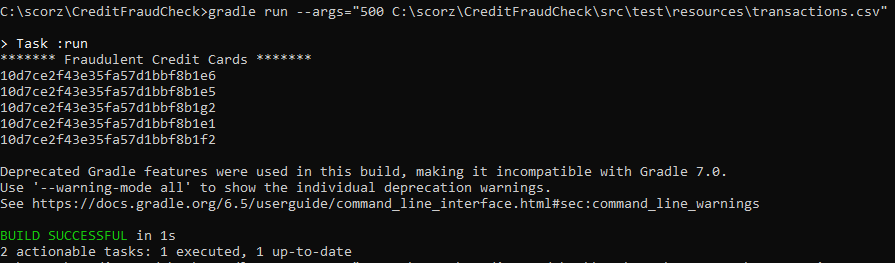 C:\scorz\CreditFraudCheck>gradle run --args="500 C:\scorz\CreditFraudCheck\src\test\resources\transactions.csv"
> Task :run
******* Fraudulent Credit Cards *******
10d7ce2f43e35fa57d1bbf8b1e6
10d7ce2f43e35fa57d1bbf8b1e5
10d7ce2f43e35fa57d1bbf8b1g2
10d7ce2f43e35fa57d1bbf8b1e1
10d7ce2f43e35fa57d1bbf8b1f2
Deprecated Gradle features were used in this build, making it incompatible with Gradle 7.0.
Use '--warning-mode all' to show the individual deprecation warnings.
See https://docs.gradle.org/6.5/userguide/command_line_interface.html#sec:command_line_warnings
BUILD SUCCESSFUL in 1s
2 actionable tasks: 1 executed, 1 up-to-date